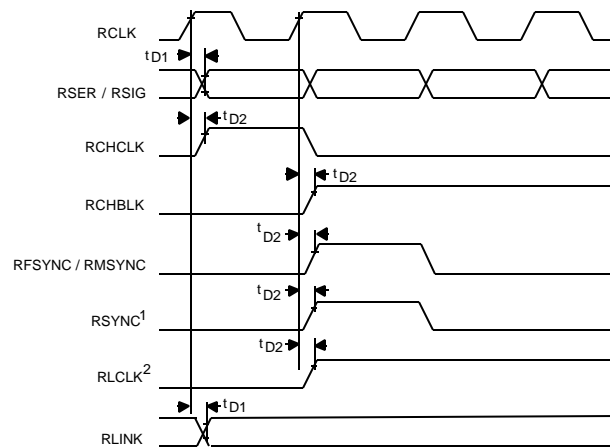 RCLK
tD1
RSER / RSIG
tD2
RCHCLK
tD2
RCHBLK
tD2
RFSYNC / RMSYNC
tD2
RSYNC1
tD2
RLCLK2
tD1
RLINK